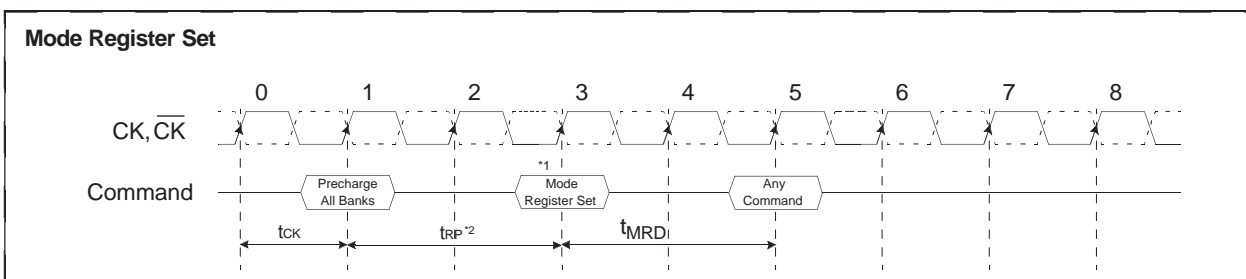 Mode Register Set
0 1 2 3 4 5 6 7 8
CK, C̅K̅
*1
Command
Precharge
All Banks
Mode
Register Set
Any
Command
tCK
tRP*2
tMRD